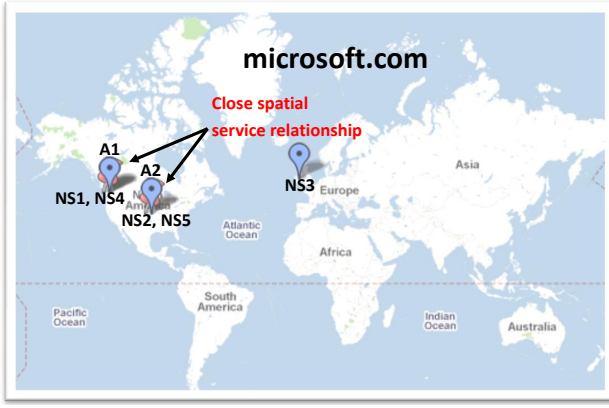 microsoft.com
Close spatial
service relationship
A1
A2
NS1, NS4
NS2, NS5
NS3
Europe
Asia
Atlantic
Ocean
Africa
South
America
Pacific
Ocean
Indian
Ocean
Australia